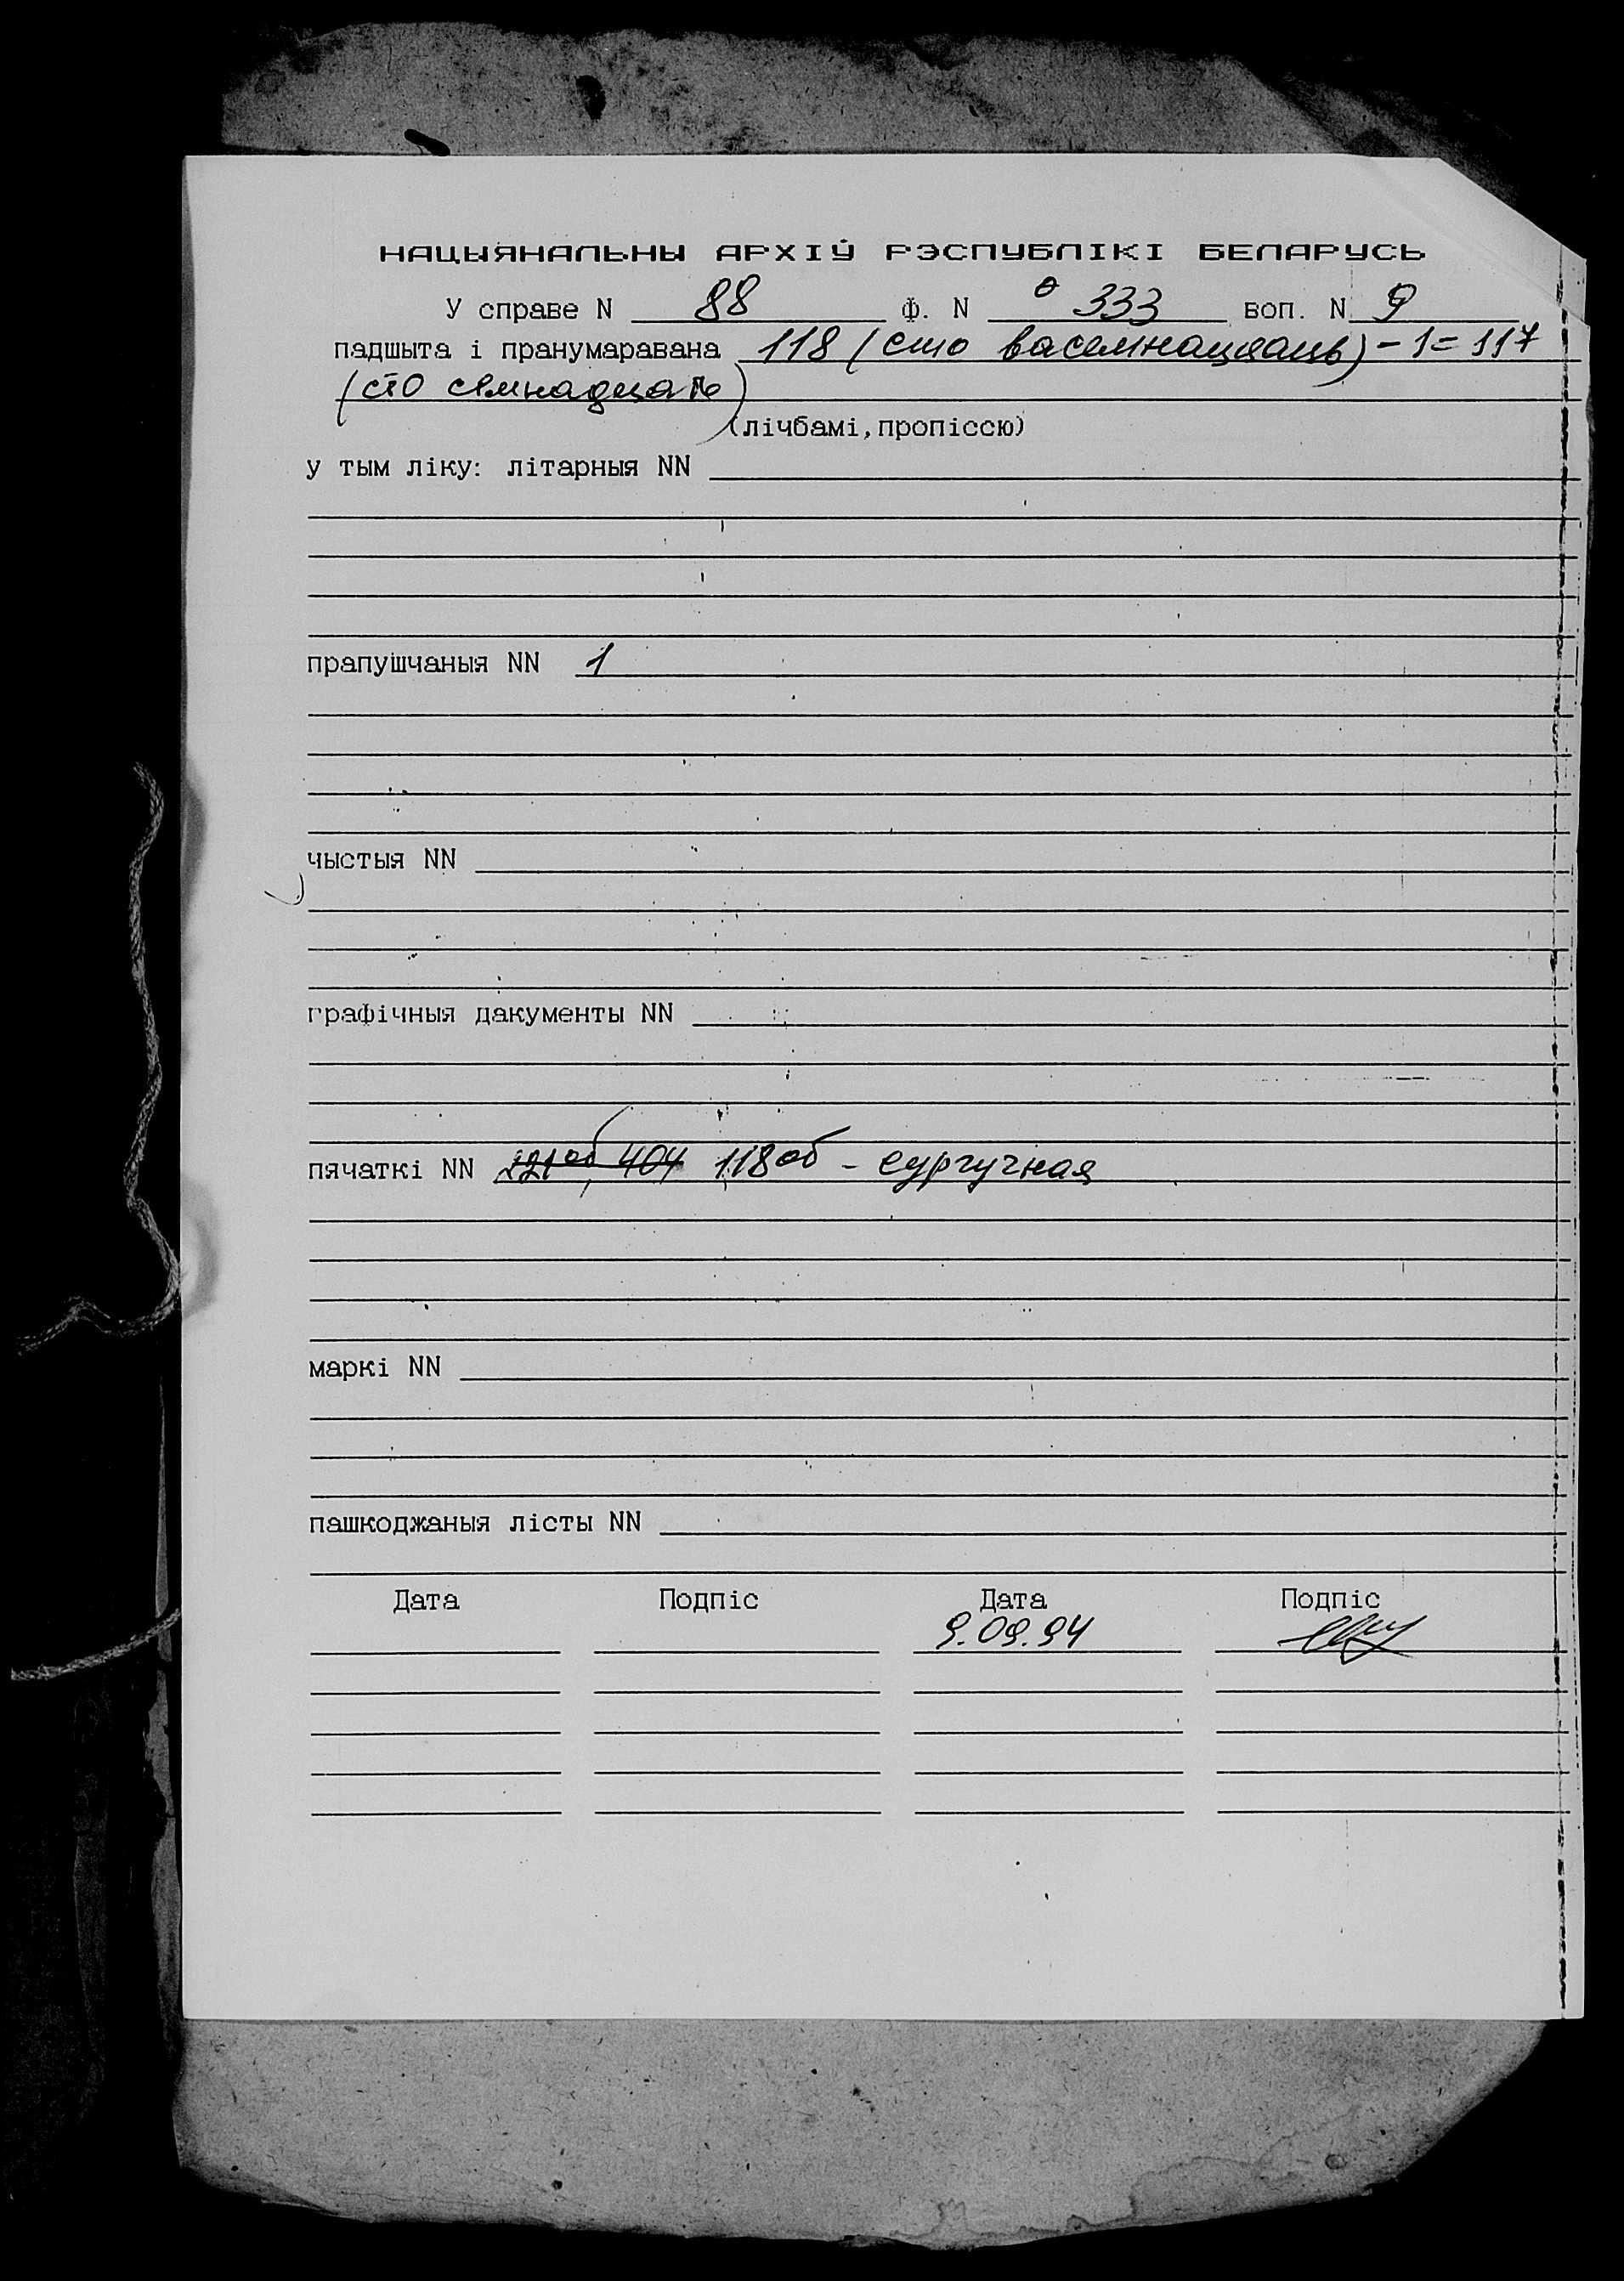 НАЦЫЯНАЛЬНЫ АРХІЎ РЭСПУБЛІКІ БЕЛАРУСЬ
У справе N 88 ф. N 333 воп. N 9
падшыта і пранумаравана 118 (сто васемнаццаць) - 1 = 117
(сто семнадцать)
(лічбамі, пропіссю)
у тым ліку: літарныя NN
прапушчаныя NN 1
чыстыя NN
графічныя дакументы NN
пячаткі NN 221об, 404 118об - сургучная
маркі NN
пашкоджаныя лісты NN
Дата Подпіс Дата Подпіс
9.09.94